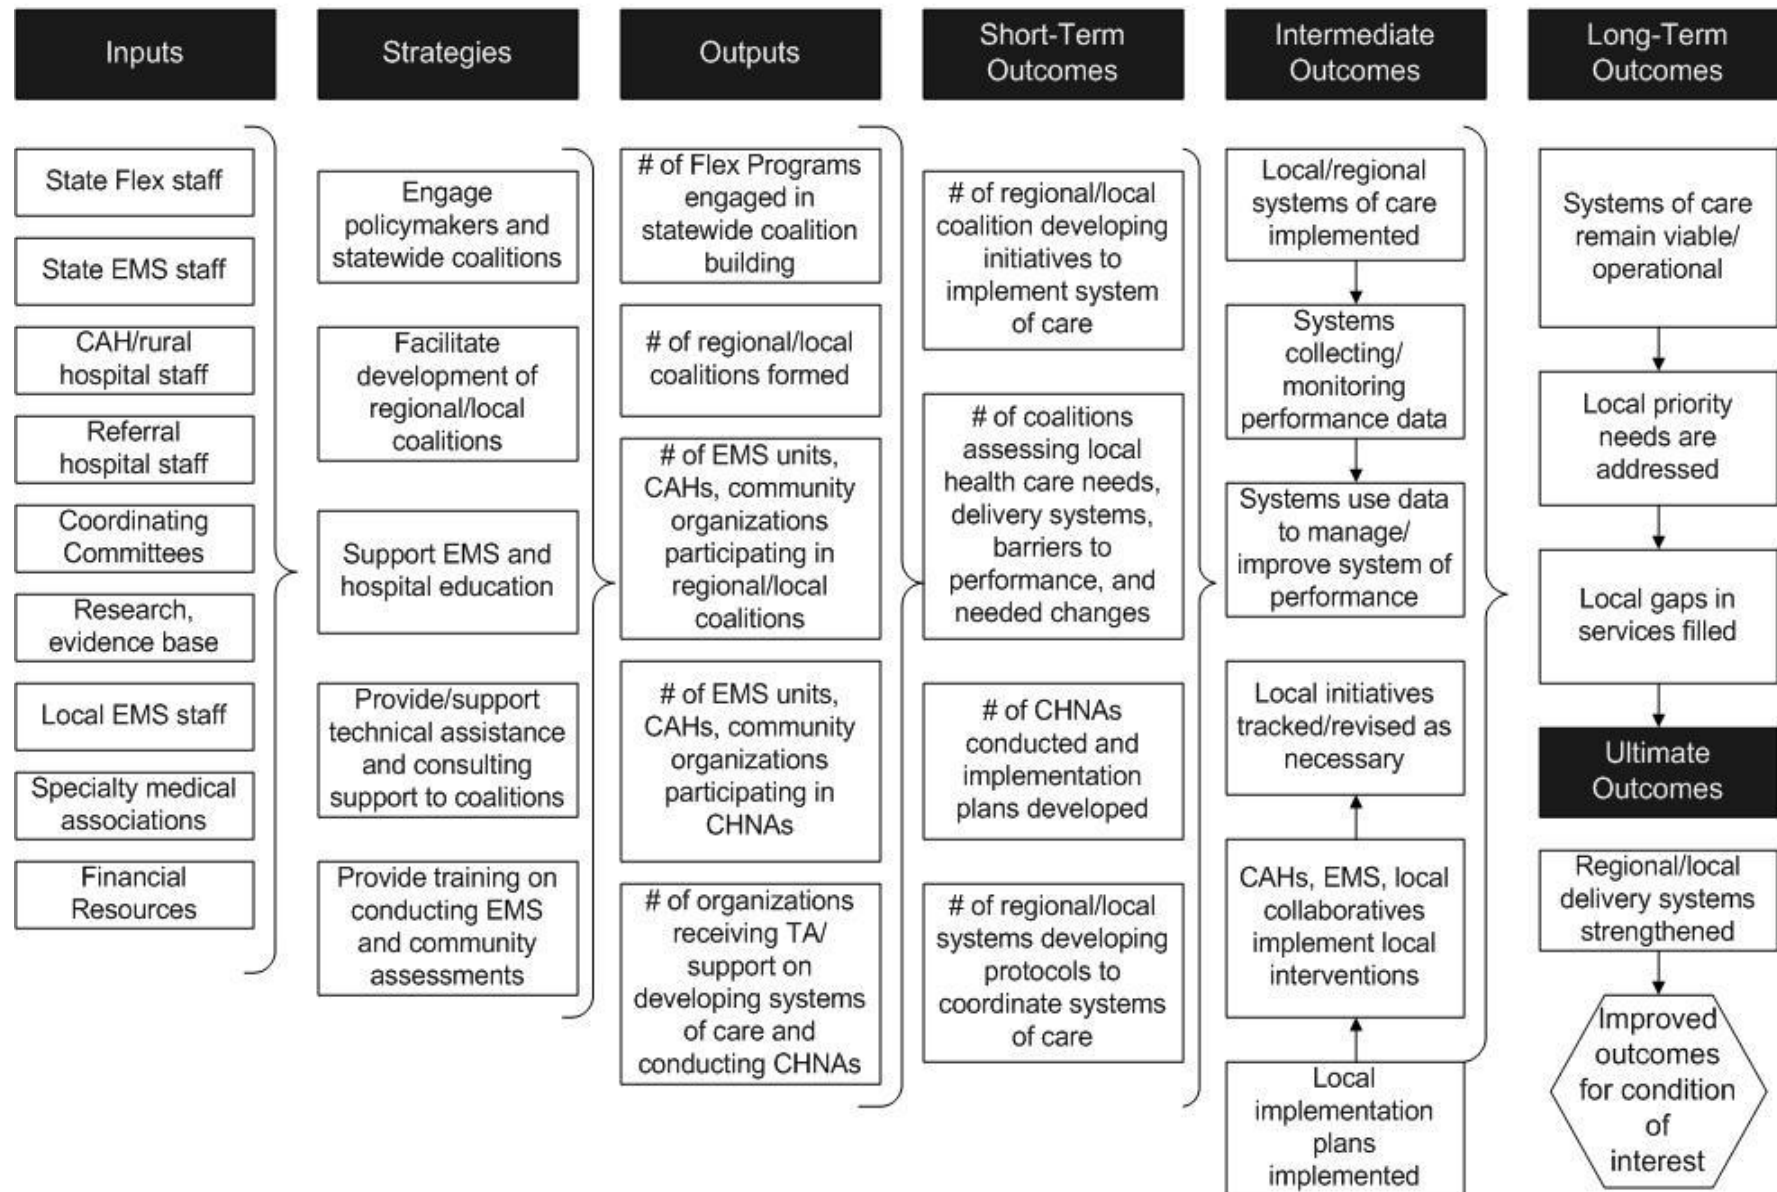 Inputs
Strategies
Outputs
Short-Term
Outcomes
Intermediate
Outcomes
Long-Term
Outcomes
State Flex staff
State EMS staff
CAH/rural
hospital staff
Referral
hospital staff
Coordinating
Committees
Research,
evidence base
Local EMS staff
Specialty medical
associations
Financial
Resources
Engage
policymakers and
statewide coalitions
Facilitate
development of
regional/local
coalitions
Support EMS and
hospital education
Provide/support
technical assistance
and consulting
support to coalitions
Provide training on
conducting EMS
and community
assessments
# of Flex Programs
engaged in
statewide coalition
building
# of regional/local
coalitions formed
# of EMS units,
CAHs, community
organizations
participating in
regional/local
coalitions
# of EMS units,
CAHs, community
organizations
participating in
CHNAs
# of organizations
receiving TA/
support on
developing systems
of care and
conducting CHNAs
# of regional/local
coalition developing
initiatives to
implement system
of care
# of coalitions
assessing local
health care needs,
delivery systems,
barriers to
performance, and
needed changes
# of CHNAs
conducted and
implementation
plans developed
# of regional/local
systems developing
protocols to
coordinate systems
of care
Local/regional
systems of care
implemented
Systems
collecting/
monitoring
performance data
Systems use data
to manage/
improve system of
performance
Local initiatives
tracked/revised as
necessary
CAHs, EMS, local
collaboratives
implement local
interventions
Local
implementation
plans
implemented
Systems of care
remain viable/
operational
Local priority
needs are
addressed
Local gaps in
services filled
Ultimate
Outcomes
Regional/local
delivery systems
strengthened
Improved
outcomes
for condition
of
interest